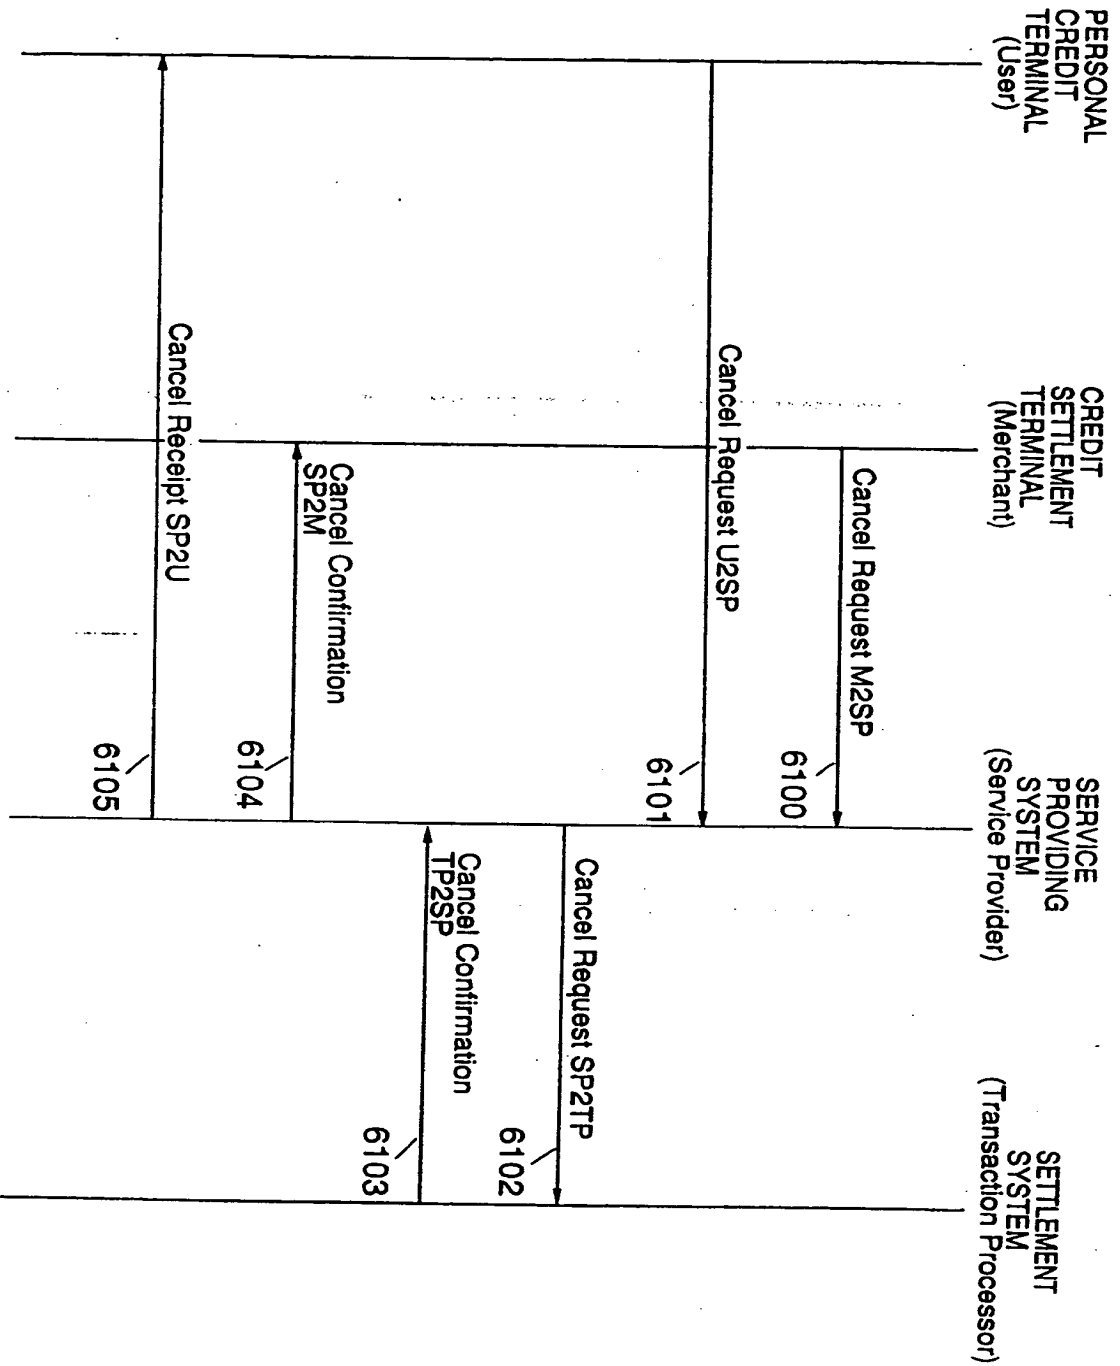 PERSONAL
CREDIT
TERMINAL
(User)
CREDIT
SETTLEMENT
TERMINAL
(Merchant)
SERVICE
PROVIDING
SYSTEM
(Service Provider)
SETTLEMENT
SYSTEM
(Transaction Processor)
Cancel Request M2SP
6100
Cancel Request U2SP
6101
Cancel Request SP2TP
6102
Cancel Confirmation
TP2SP
6103
Cancel Confirmation
SP2M
6104
Cancel Receipt SP2U
6105